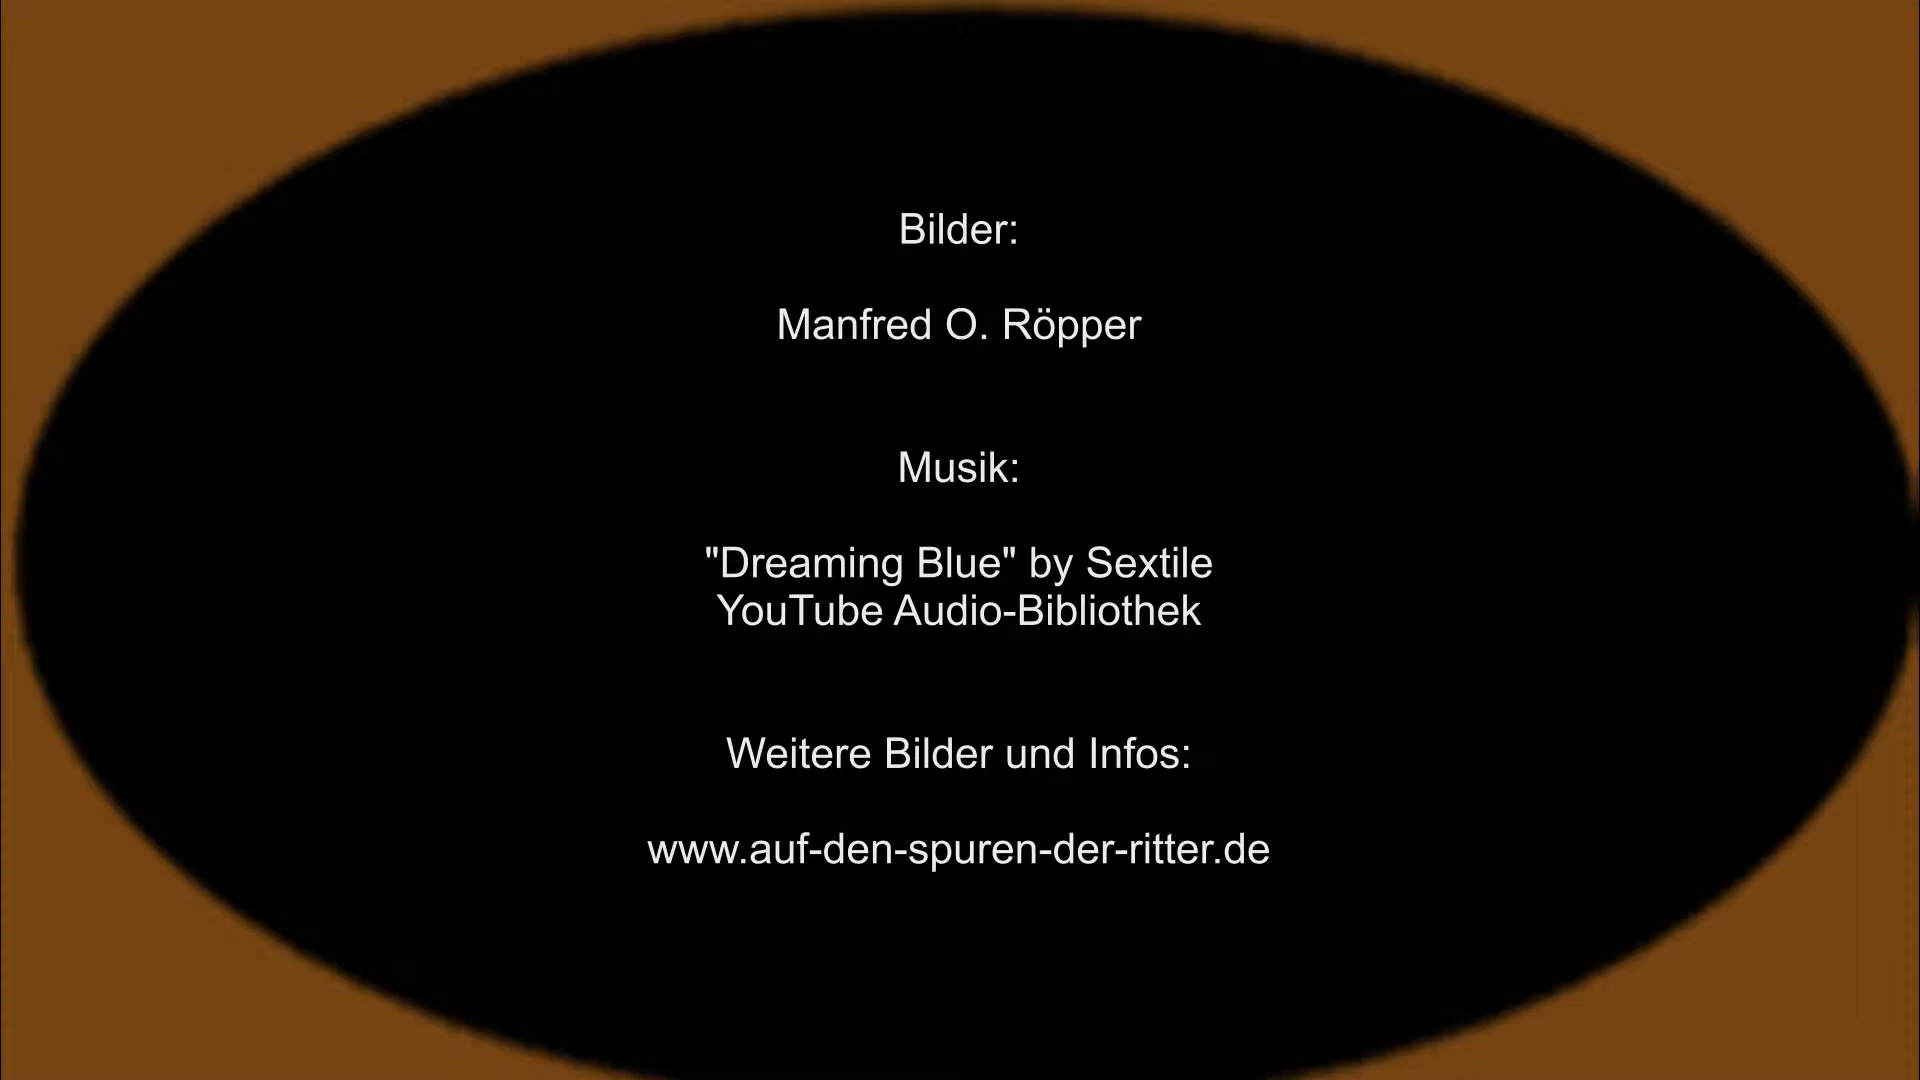 Bilder:
Manfred O. Röpper
Musik:
"Dreaming Blue" by Sextile
YouTube Audio-Bibliothek
Weitere Bilder und Infos:
www.auf-den-spuren-der-ritter.de